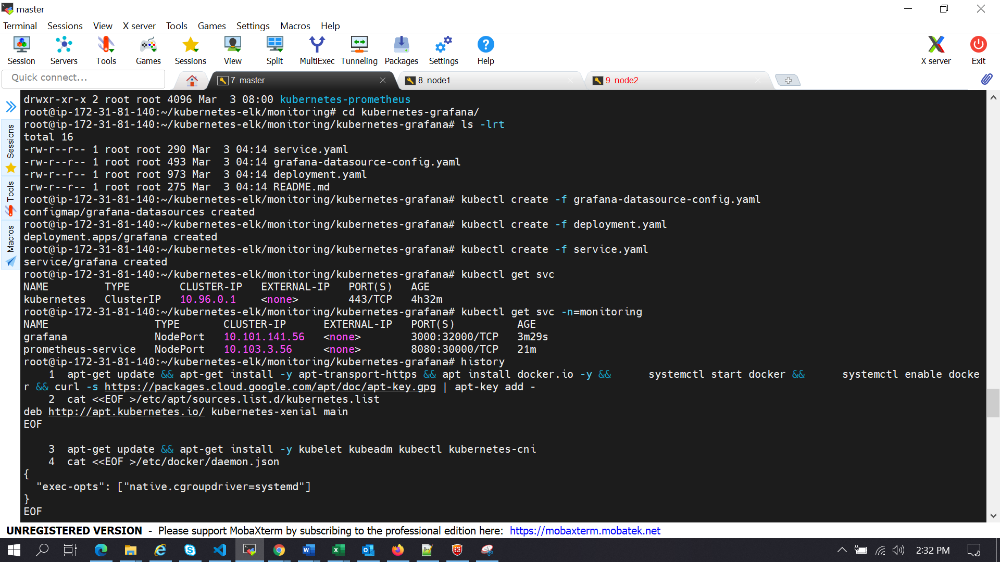 master
Terminal Sessions View X server Tools Games Settings Macros Help
Session Servers Tools Games Sessions View Split MultiExec Tunneling Packages Settings Help X server Exit
Quick connect...
7. master
8. node1
9. node2
Sessions
Tools
Macros
drwxr-xr-x 2 root root 4096 Mar  3 08:00 kubernetes-prometheus
root@ip-172-31-81-140:~/kubernetes-elk/monitoring# cd kubernetes-grafana/
root@ip-172-31-81-140:~/kubernetes-elk/monitoring/kubernetes-grafana# ls -lrt
total 16
-rw-r--r-- 1 root root 290 Mar  3 04:14 service.yaml
-rw-r--r-- 1 root root 493 Mar  3 04:14 grafana-datasource-config.yaml
-rw-r--r-- 1 root root 973 Mar  3 04:14 deployment.yaml
-rw-r--r-- 1 root root 275 Mar  3 04:14 README.md
root@ip-172-31-81-140:~/kubernetes-elk/monitoring/kubernetes-grafana# kubectl create -f grafana-datasource-config.yaml
configmap/grafana-datasources created
root@ip-172-31-81-140:~/kubernetes-elk/monitoring/kubernetes-grafana# kubectl create -f deployment.yaml
deployment.apps/grafana created
root@ip-172-31-81-140:~/kubernetes-elk/monitoring/kubernetes-grafana# kubectl create -f service.yaml
service/grafana created
root@ip-172-31-81-140:~/kubernetes-elk/monitoring/kubernetes-grafana# kubectl get svc
NAME         TYPE        CLUSTER-IP   EXTERNAL-IP   PORT(S)   AGE
kubernetes   ClusterIP   10.96.0.1    <none>        443/TCP   4h32m
root@ip-172-31-81-140:~/kubernetes-elk/monitoring/kubernetes-grafana# kubectl get svc -n=monitoring
NAME                 TYPE       CLUSTER-IP      EXTERNAL-IP   PORT(S)          AGE
grafana              NodePort   10.101.141.56   <none>        3000:32000/TCP   3m29s
prometheus-service   NodePort   10.103.3.56     <none>        8080:30000/TCP   21m
root@ip-172-31-81-140:~/kubernetes-elk/monitoring/kubernetes-grafana# history
    1  apt-get update && apt-get install -y apt-transport-https && apt install docker.io -y &&      systemctl start docker &&      systemctl enable docke
r && curl -s https://packages.cloud.google.com/apt/doc/apt-key.gpg | apt-key add -
    2  cat <<EOF >/etc/apt/sources.list.d/kubernetes.list
deb http://apt.kubernetes.io/ kubernetes-xenial main
EOF
    3  apt-get update && apt-get install -y kubelet kubeadm kubectl kubernetes-cni
    4  cat <<EOF >/etc/docker/daemon.json
{
  "exec-opts": ["native.cgroupdriver=systemd"]
}
EOF
UNREGISTERED VERSION - Please support MobaXterm by subscribing to the professional edition here: https://mobaxterm.mobatek.net
2:32 PM